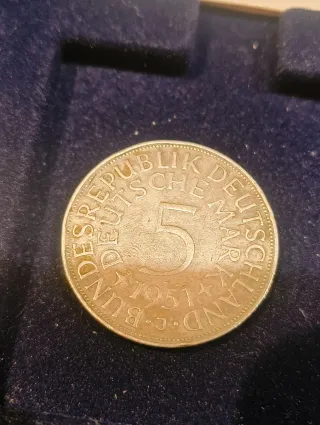 BUNDESREPUBLIK DEUTSCHLAND
DEUTSCHE MARK
5
1951
J